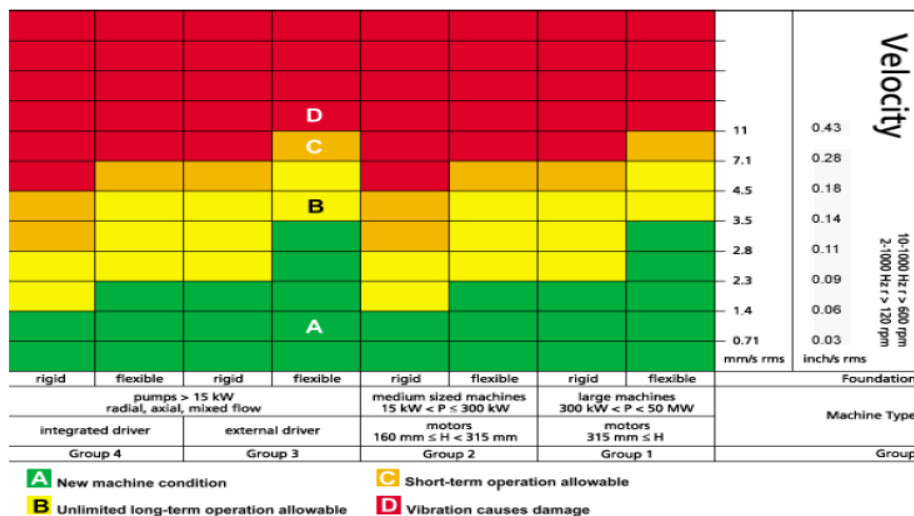 Velocity
10-1000 Hz r > 600 rpm
2-1000 Hz r > 120 rpm
D
11 0.43
C
7.1 0.28
4.5 0.18
B
3.5 0.14
2.8 0.11
2.3 0.09
1.4 0.06
A
0.71 0.03
mm/s rms inch/s rms
rigid flexible rigid flexible rigid flexible rigid flexible Foundation
pumps > 15 kW medium sized machines large machines
radial, axial, mixed flow 15 kW < P ≤ 300 kW 300 kW < P < 50 MW
Machine Type
integrated driver external driver motors motors
160 mm ≤ H < 315 mm 315 mm ≤ H
Group 4 Group 3 Group 2 Group 1 Group
A New machine condition C Short-term operation allowable
B Unlimited long-term operation allowable D Vibration causes damage